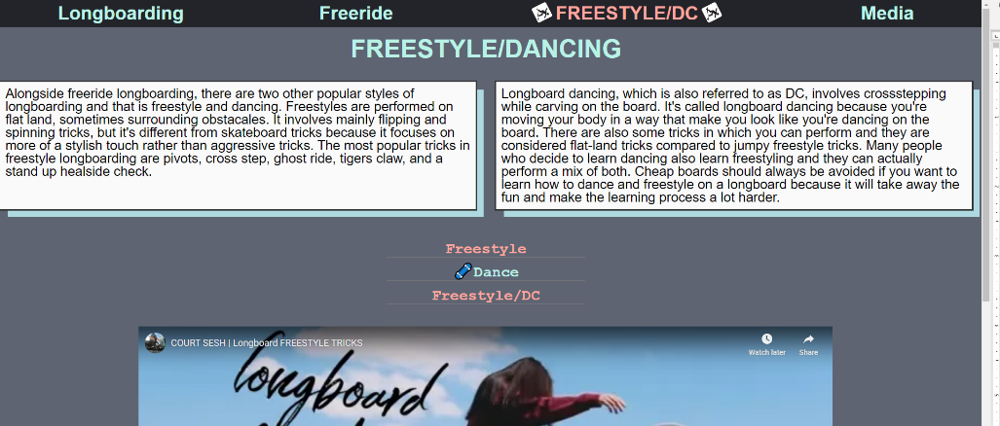 Longboarding Freeride FREESTYLE/DC Media
FREESTYLE/DANCING
Alongside freeride longboarding, there are two other popular styles of
longboarding and that is freestyle and dancing. Freestyles are performed on
flat land, sometimes surrounding obstacales. It involves mainly flipping and
spinning tricks, but it's different from skateboard tricks because it focuses on
more of a stylish touch rather than aggressive tricks. The most popular tricks in
freestyle longboarding are pivots, cross step, ghost ride, tigers claw, and a
stand up healside check.
Longboard dancing, which is also referred to as DC, involves crossstepping
while carving on the board. It's called longboard dancing because you're
moving your body in a way that make you look like you're dancing on the
board. There are also some tricks in which you can perform and they are
considered flat-land tricks compared to jumpy freestyle tricks. Many people
who decide to learn dancing also learn freestyling and they can actually
perform a mix of both. Cheap boards should always be avoided if you want to
learn how to dance and freestyle on a longboard because it will take away the
fun and make the learning process a lot harder.
Freestyle
Dance
Freestyle/DC
COURT SESH | Longboard FREESTYLE TRICKS
Watch later Share
longboard